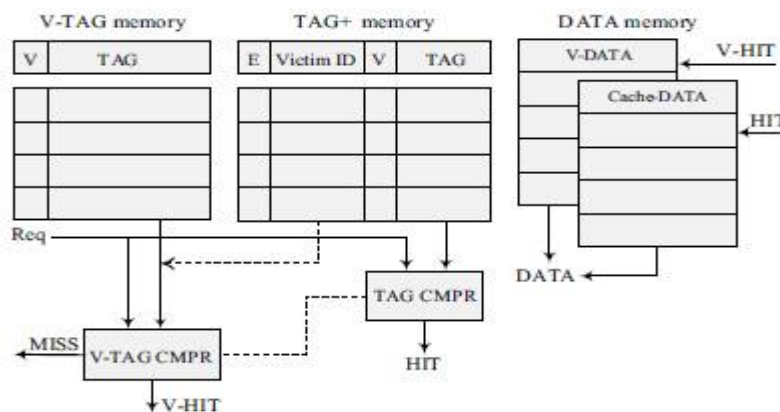 V-TAG memory
TAG+ memory
DATA memory
V TAG
E Victim ID V TAG
V-DATA
V-HIT
Cache-DATA
HIT
Req
DATA
TAG CMPR
MISS
V-TAG CMPR
HIT
V-HIT